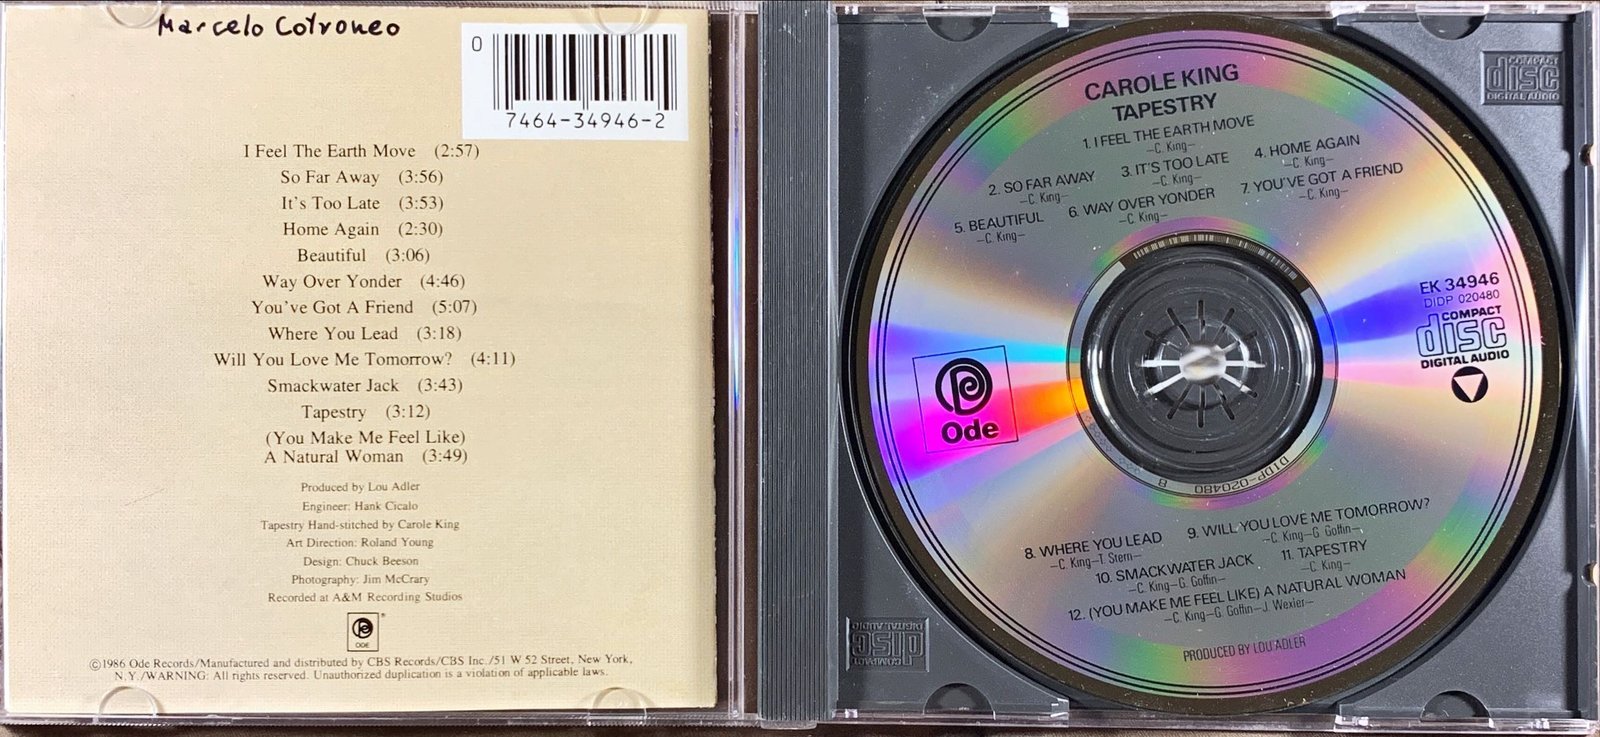 Marcelo Cotroneo
0
7464-34946-2
I Feel The Earth Move (2:57)
So Far Away (3:56)
It's Too Late (3:53)
Home Again (2:30)
Beautiful (3:06)
Way Over Yonder (4:46)
You've Got A Friend (5:07)
Where You Lead (3:18)
Will You Love Me Tomorrow? (4:11)
Smackwater Jack (3:43)
Tapestry (3:12)
(You Make Me Feel Like)
A Natural Woman (3:49)
Produced by Lou Adler
Engineer: Hank Cicalo
Tapestry Hand-stitched by Carole King
Art Direction: Roland Young
Design: Chuck Beeson
Photography: Jim McCrary
Recorded at A&M Recording Studios
®
ODE
©1986 Ode Records/Manufactured and distributed by CBS Records/CBS Inc./51 W 52 Street, New York,
N.Y./WARNING: All rights reserved. Unauthorized duplication is a violation of applicable laws.
COMPACT
disc
DIGITAL AUDIO
CAROLE KING
TAPESTRY
1. I FEEL THE EARTH MOVE
–C. King–
2. SO FAR AWAY
–C. King–
3. IT'S TOO LATE
–C. King–
4. HOME AGAIN
–C. King–
5. BEAUTIFUL
–C. King–
6. WAY OVER YONDER
–C. King–
7. YOU'VE GOT A FRIEND
–C. King–
EK 34946
DIDP 020480
COMPACT
disc
DIGITAL AUDIO
Ode
DIDP-020480 8
8. WHERE YOU LEAD
–C. King–T. Stern–
9. WILL YOU LOVE ME TOMORROW?
–C. King–G. Goffin–
10. SMACKWATER JACK
–C. King–G. Goffin–
11. TAPESTRY
–C. King–
12. (YOU MAKE ME FEEL LIKE) A NATURAL WOMAN
–C. King–G. Goffin–J. Wexler–
PRODUCED BY LOU ADLER
COMPACT
disc
DIGITAL AUDIO